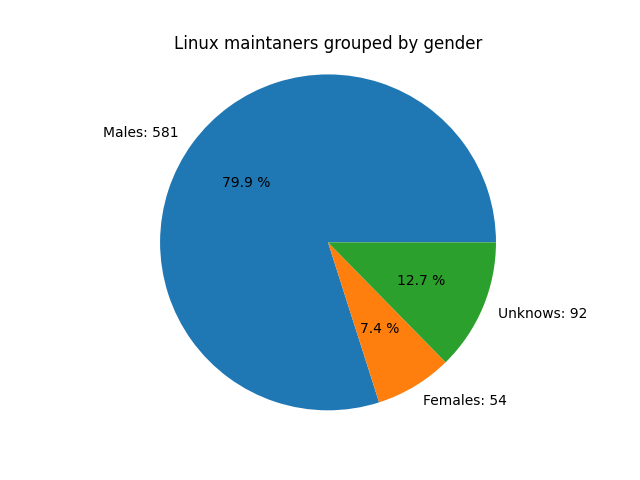 Linux maintaners grouped by gender
Males: 581
79.9 %
12.7 %
Unknows: 92
7.4 %
Females: 54